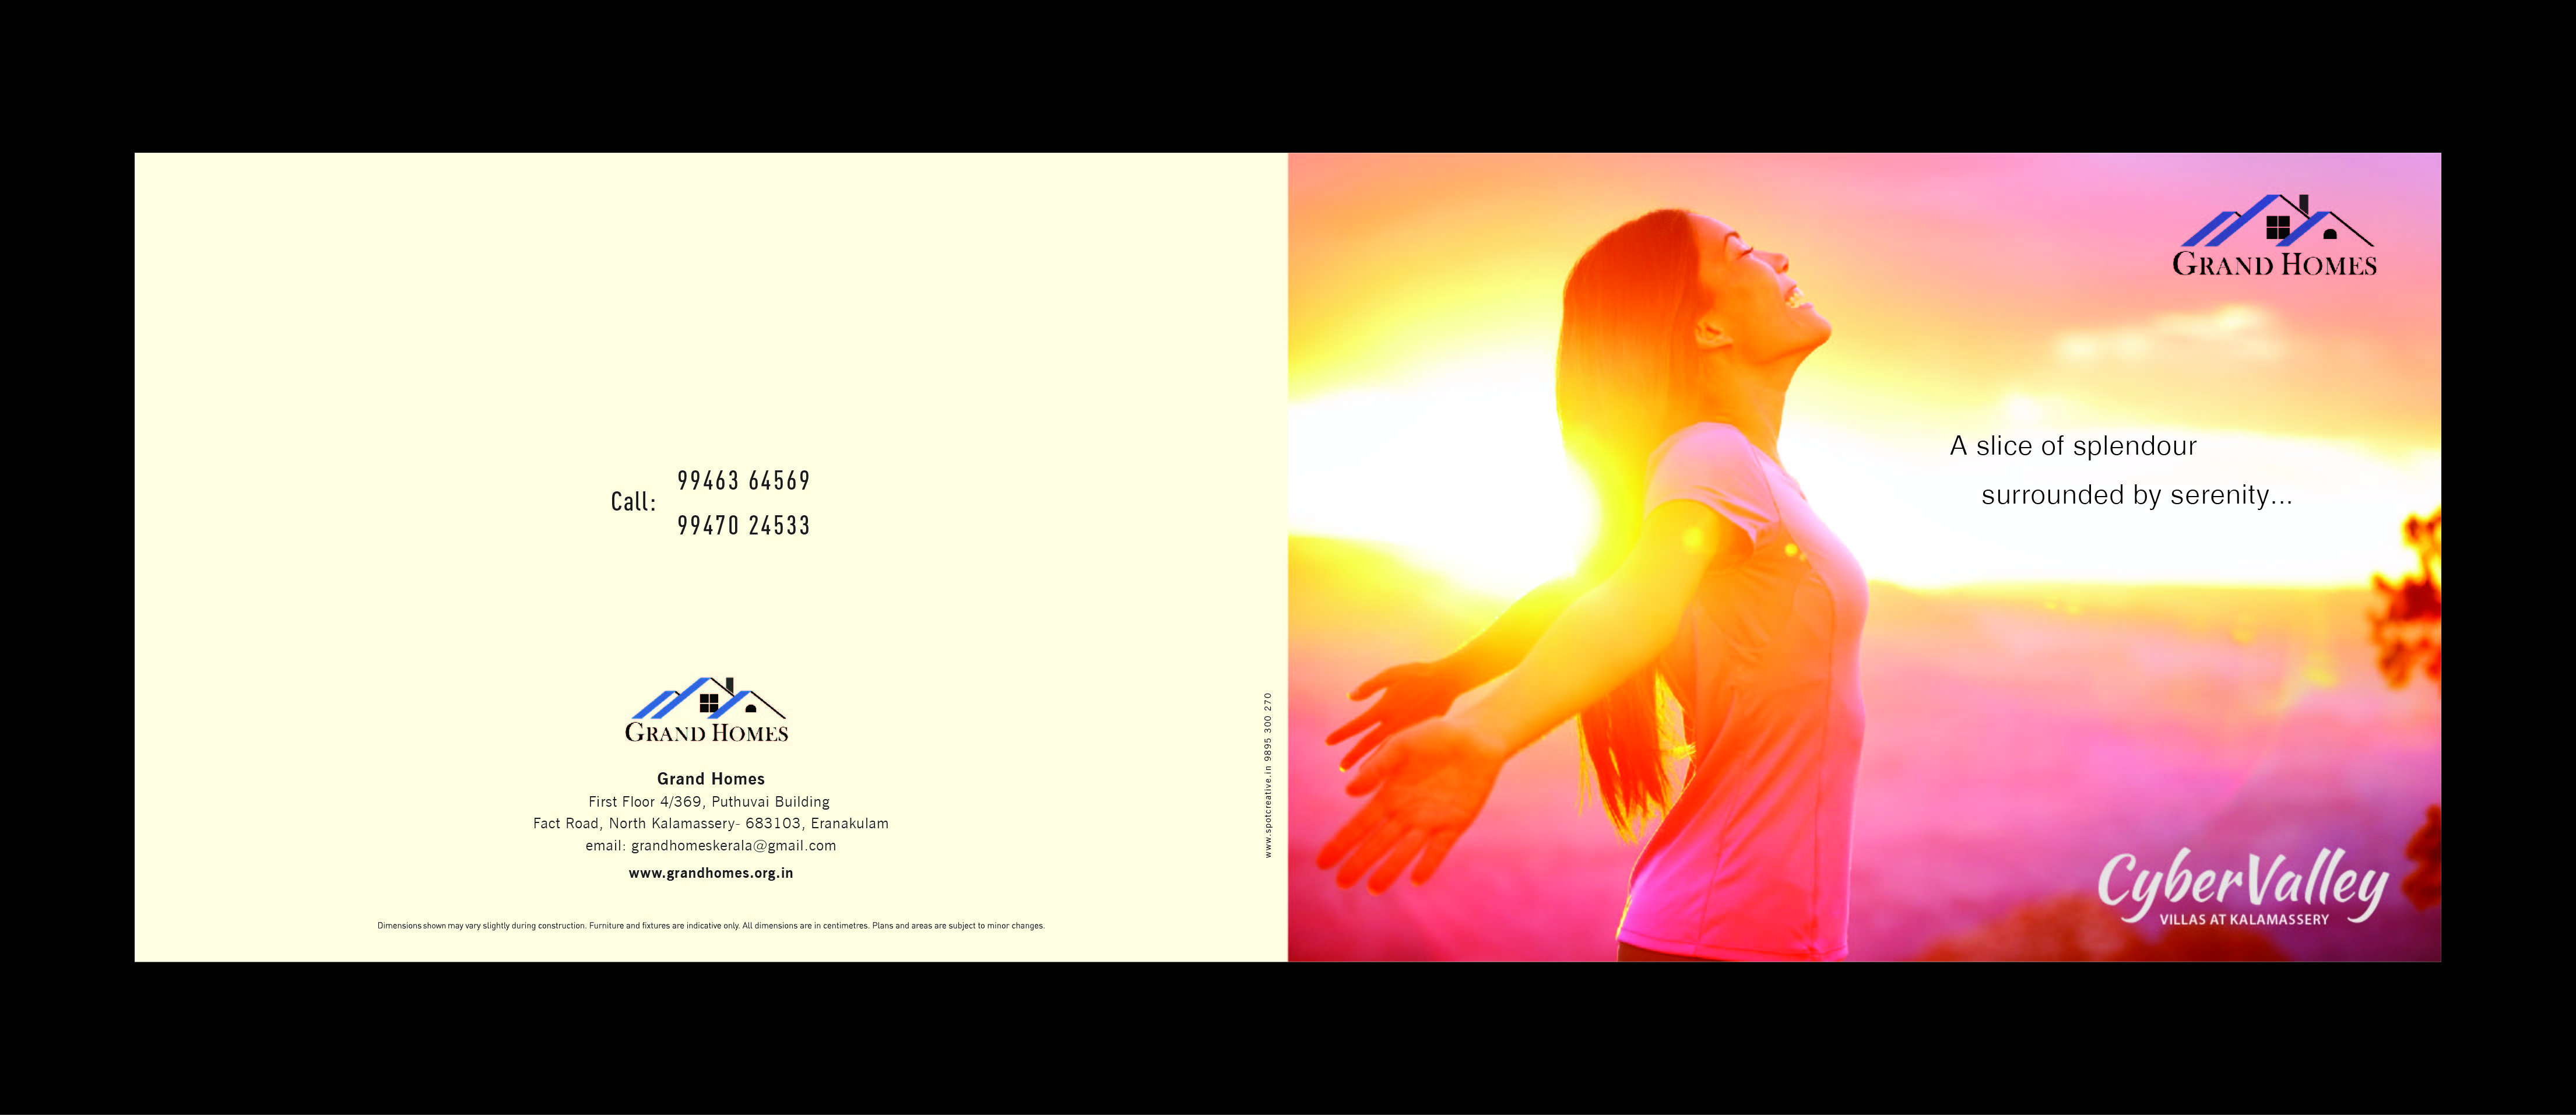 Call:
99463 64569
99470 24533
GRAND HOMES
Grand Homes
First Floor 4/369, Puthuvai Building
Fact Road, North Kalamassery- 683103, Eranakulam
email: grandhomeskerala@gmail.com
www.grandhomes.org.in
Dimensions shown may vary slightly during construction. Furniture and fixtures are indicative only. All dimensions are in centimetres. Plans and areas are subject to minor changes.
www.spotcreative.in 9895 300 270
GRAND HOMES
A slice of splendour
surrounded by serenity...
CyberValley
VILLAS AT KALAMASSERY